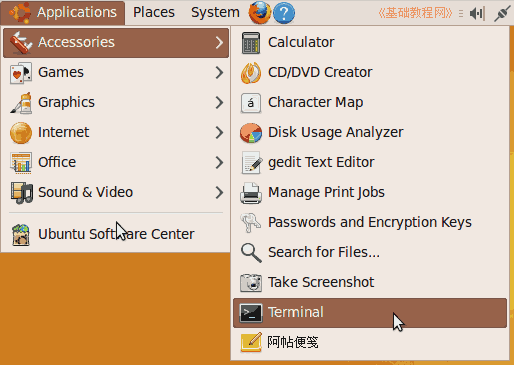 Applications Places System 《基础教程网》
Accessories
Games
Graphics
Internet
Office
Sound & Video
Ubuntu Software Center
Calculator
CD/DVD Creator
Character Map
Disk Usage Analyzer
gedit Text Editor
Manage Print Jobs
Passwords and Encryption Keys
Search for Files...
Take Screenshot
Terminal
阿帖便笺